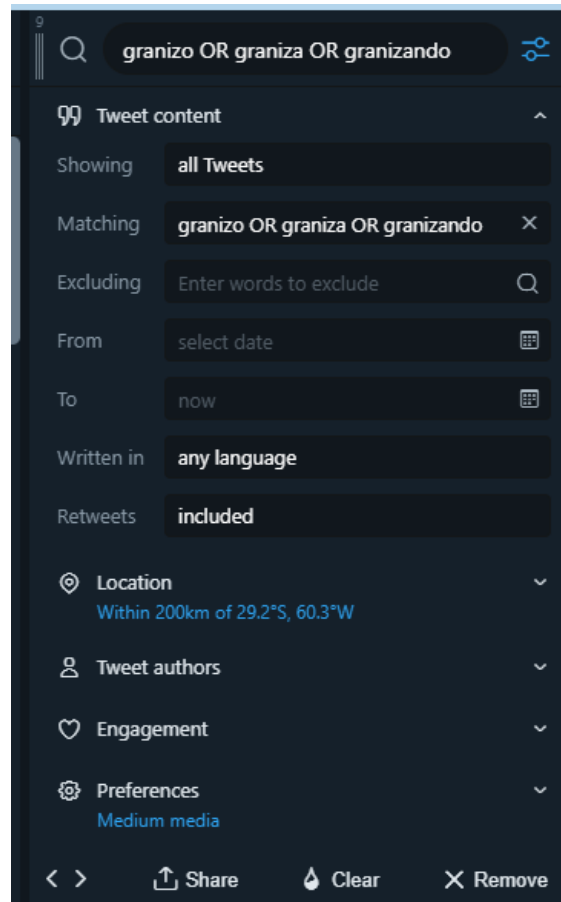 9
granizo OR graniza OR granizando
Tweet content
Showing all Tweets
Matching granizo OR graniza OR granizando
Excluding Enter words to exclude
From select date
To now
Written in any language
Retweets included
Location
Within 200km of 29.2°S, 60.3°W
Tweet authors
Engagement
Preferences
Medium media
Share Clear Remove